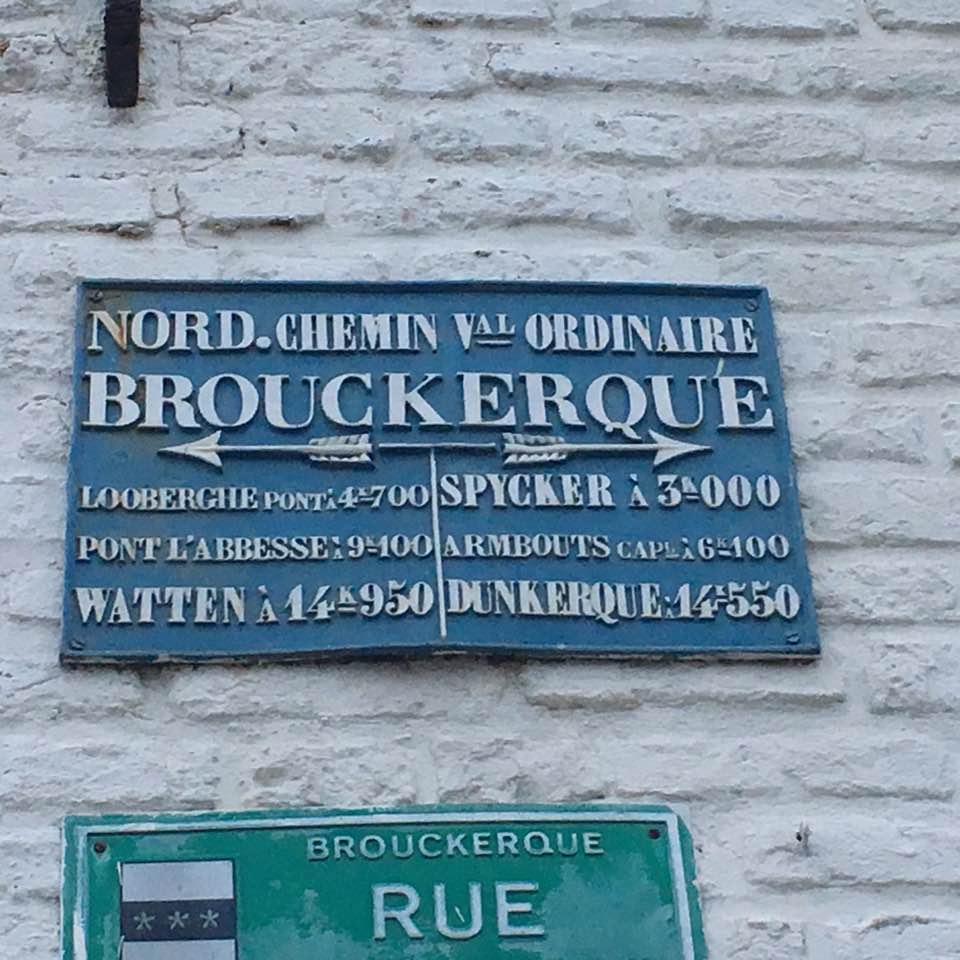 NORD. CHEMIN VAL ORDINAIRE
BROUCKERQUE
LOOBERGHE PONT À 4K700
PONT L'ABBESSE À 9K100
WATTEN À 14K950
SPYCKER À 3K000
ARMBOUTS CAPL À 6K100
DUNKERQUE À 14K550
BROUCKERQUE
RUE